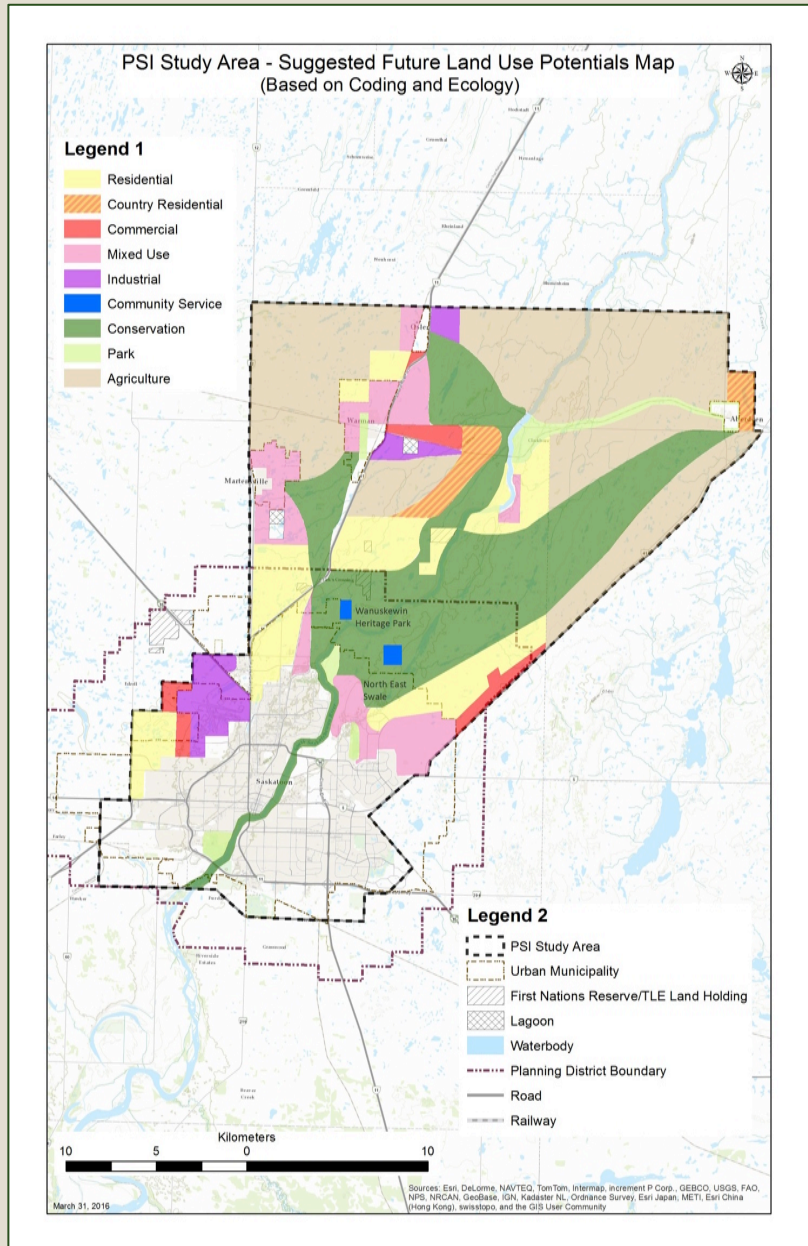 PSI Study Area - Suggested Future Land Use Potentials Map
(Based on Coding and Ecology)
N
W
E
S
Legend 1
Residential
Country Residential
Commercial
Mixed Use
Industrial
Community Service
Conservation
Park
Agriculture
Osler
Warman
Martensville
Wanuskewin
Heritage Park
North East
Swale
Saskatoon
Riverside
Estates
Beaver
Creek
Legend 2
PSI Study Area
Urban Municipality
First Nations Reserve/TLE Land Holding
Lagoon
Waterbody
Planning District Boundary
Road
Railway
Kilometers
10 5 0 10
March 31, 2016
Sources: Esri, DeLorme, NAVTEQ, TomTom, Intermap, increment P Corp., GEBCO, USGS, FAO,
NPS, NRCAN, GeoBase, IGN, Kadaster NL, Ordnance Survey, Esri Japan, METI, Esri China
(Hong Kong), swisstopo, and the GIS User Community